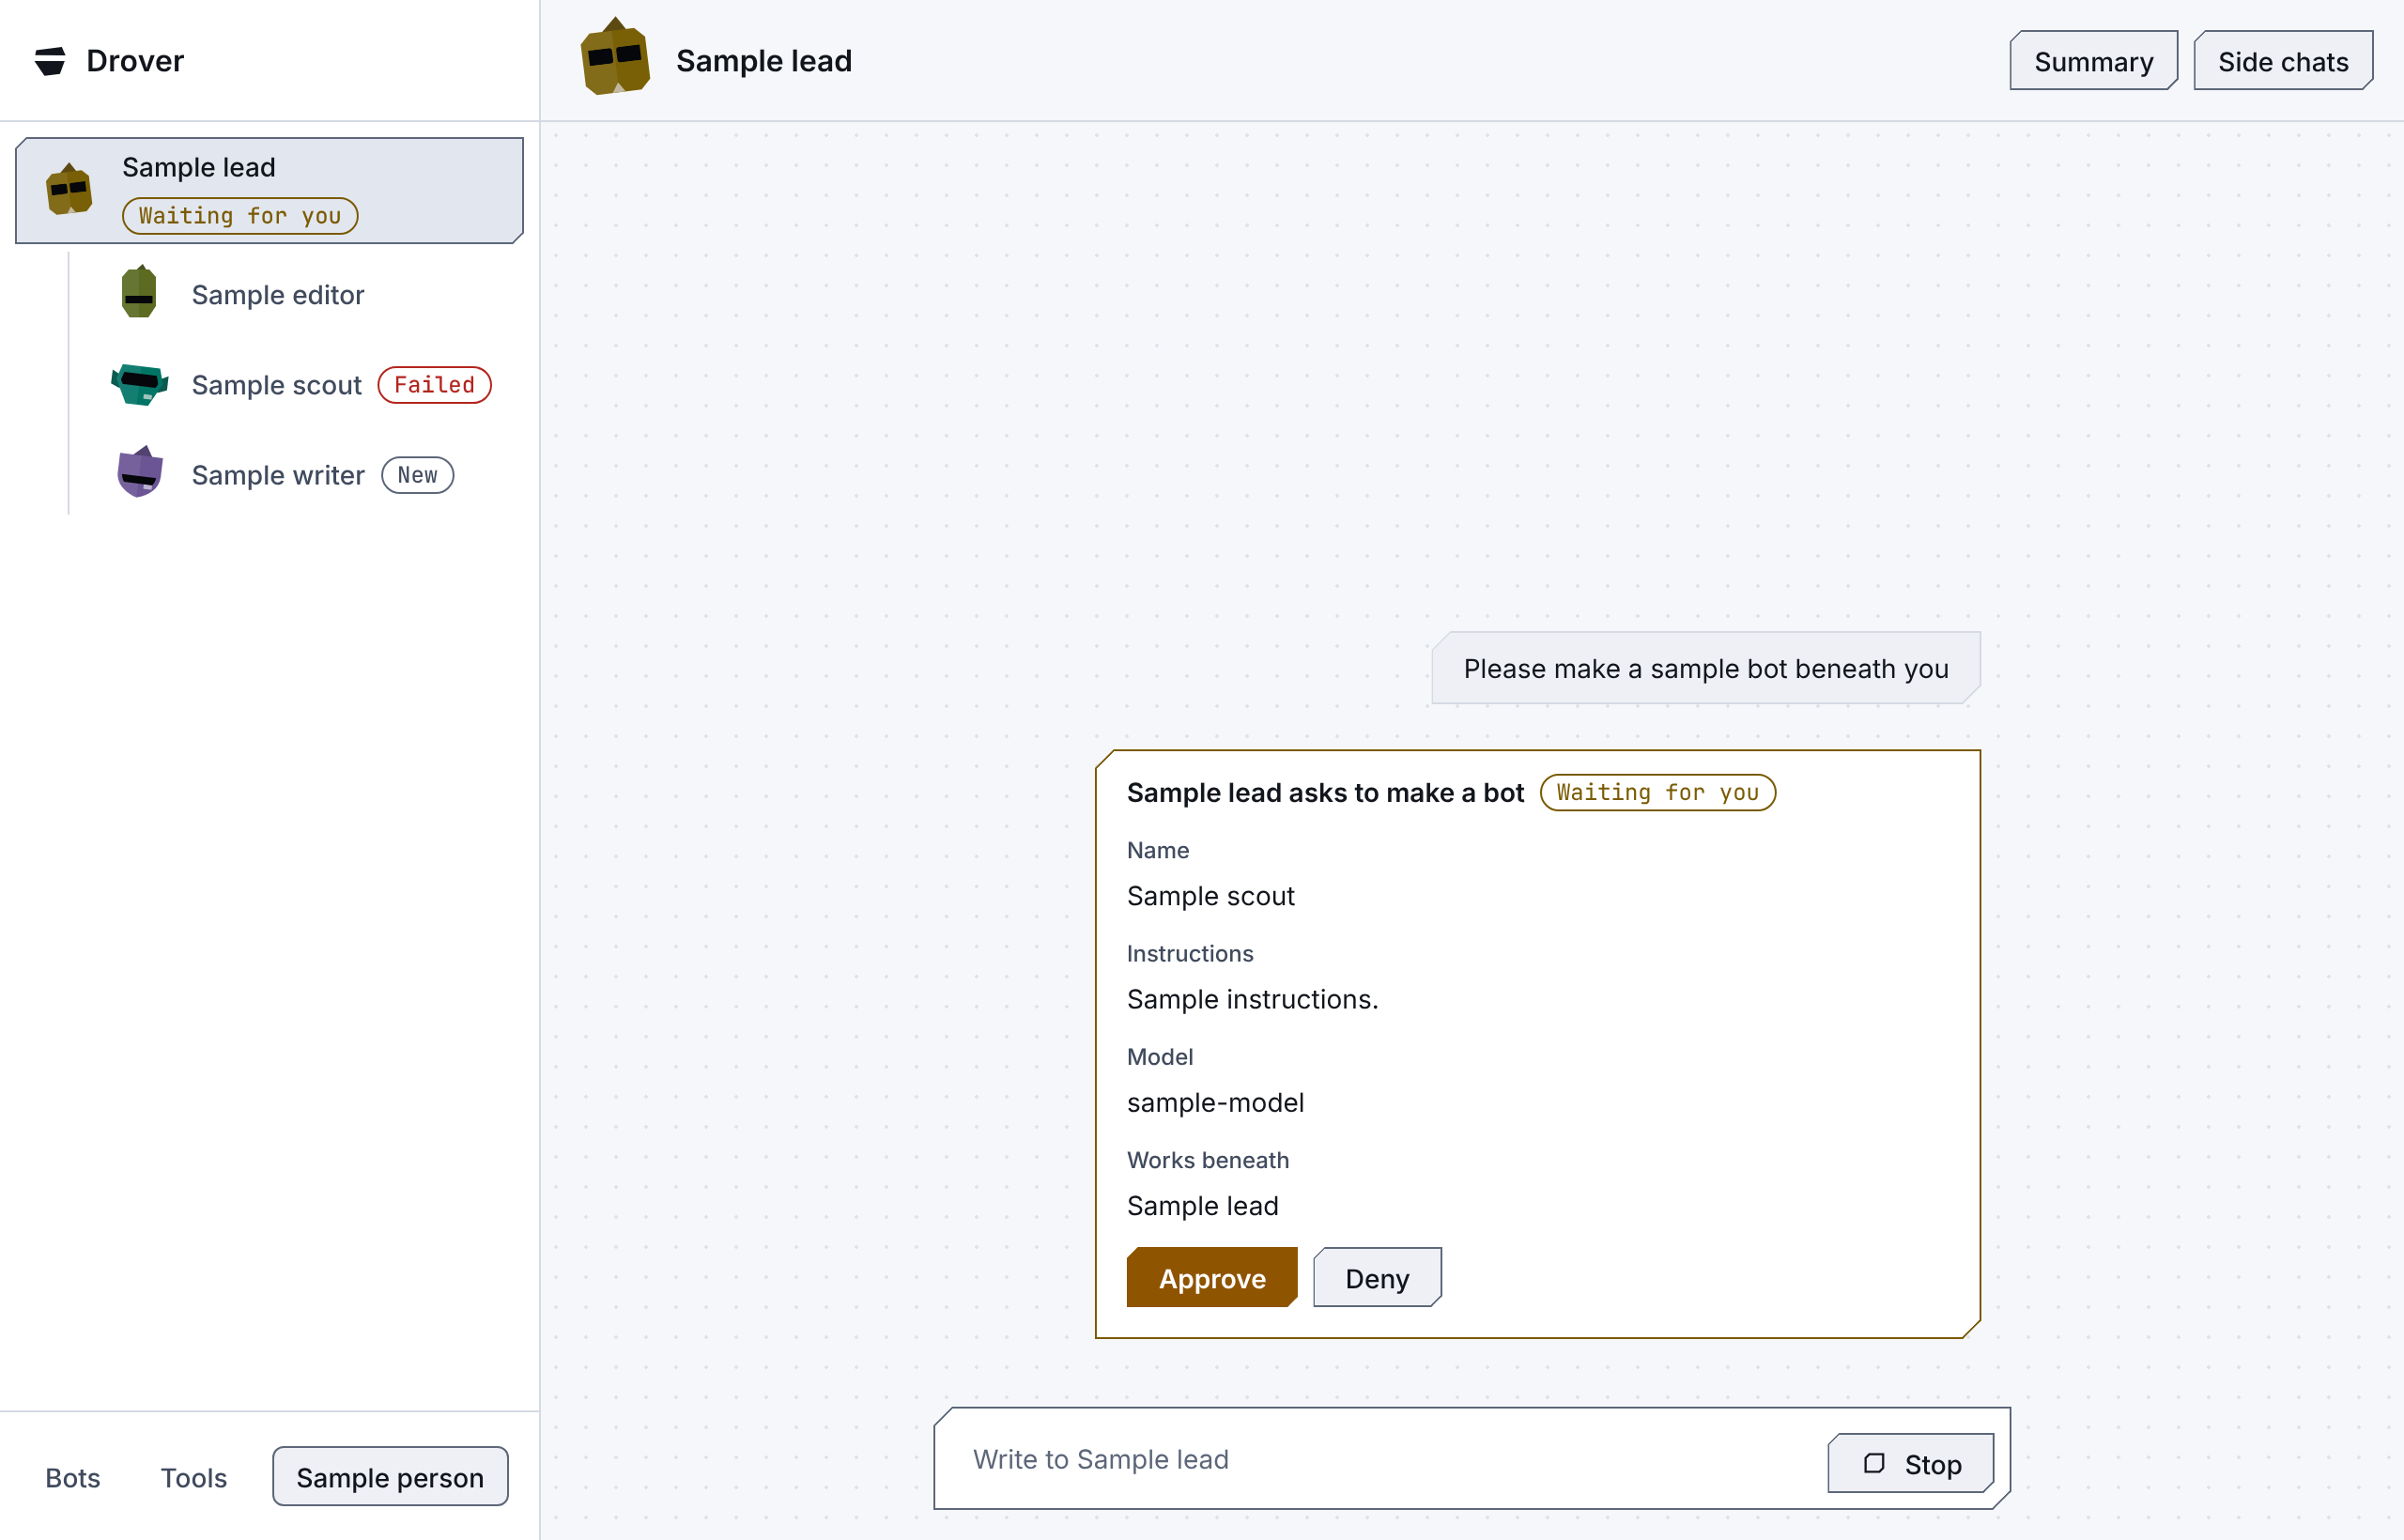 Drover
Sample lead
Waiting for you
Sample editor
Sample scout Failed
Sample writer New
Bots Tools Sample person
Sample lead
Summary Side chats
Please make a sample bot beneath you
Sample lead asks to make a bot Waiting for you
Name
Sample scout
Instructions
Sample instructions.
Model
sample-model
Works beneath
Sample lead
Approve Deny
Write to Sample lead
Stop